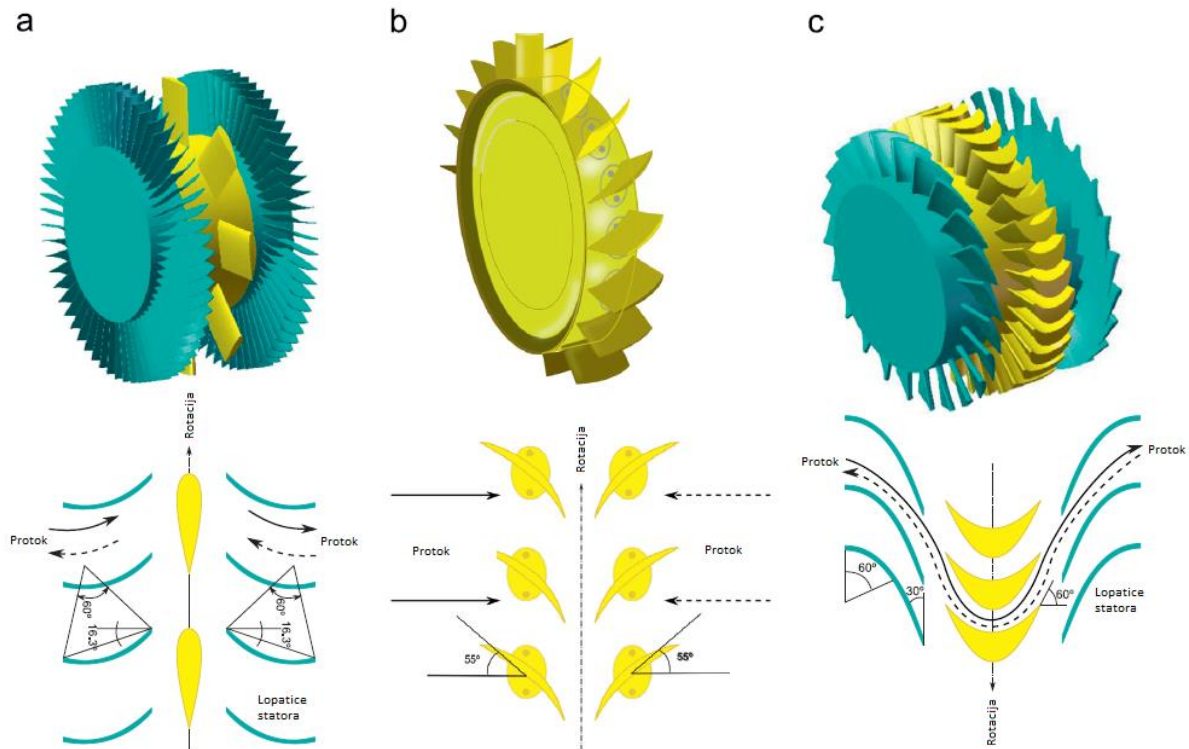 a
b
c
Rotacija
Protok
Protok
60°
16.3°
60°
16.3°
Lopatice
statora
Rotacija
Protok
Protok
55°
55°
Protok
Protok
60°
30°
60°
Lopatice
statora
Rotacija